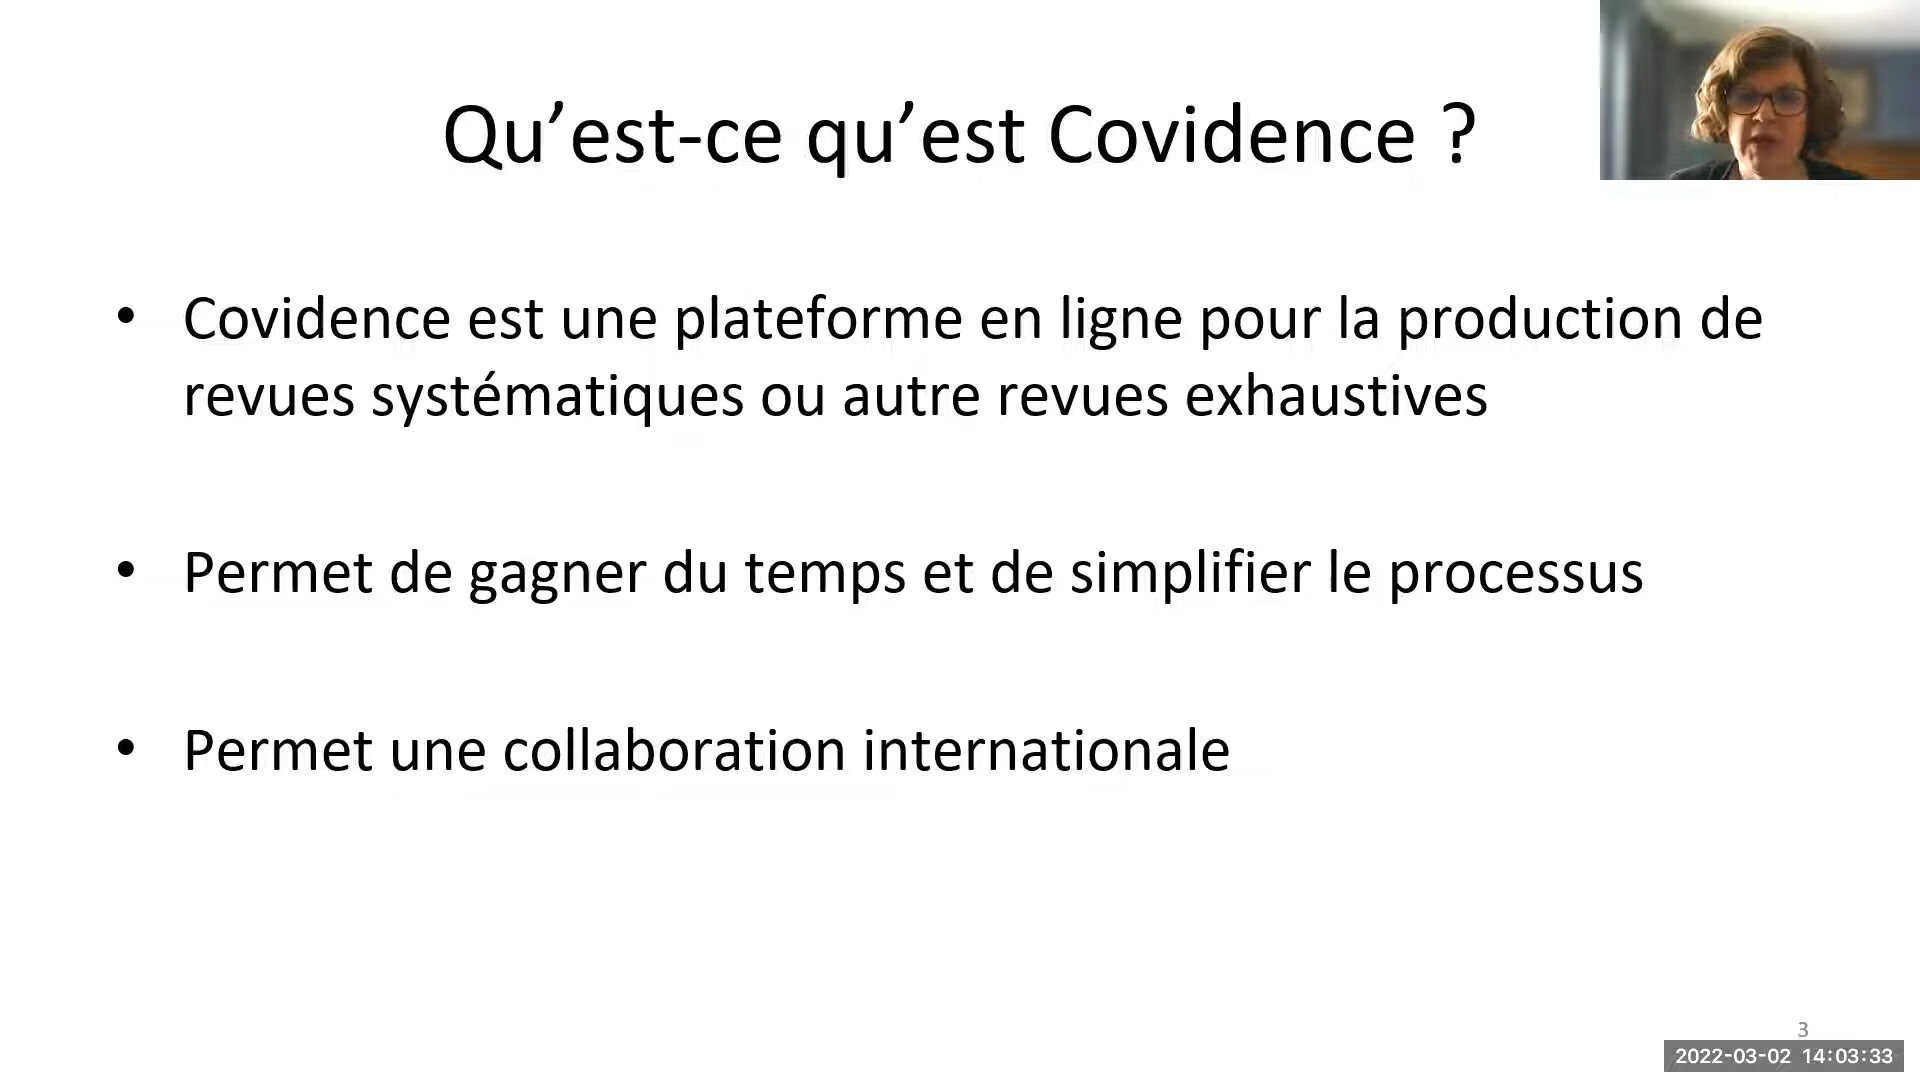 Qu’est-ce qu’est Covidence ?
• Covidence est une plateforme en ligne pour la production de
revues systématiques ou autre revues exhaustives
• Permet de gagner du temps et de simplifier le processus
• Permet une collaboration internationale
3
2022-03-02 14:03:33